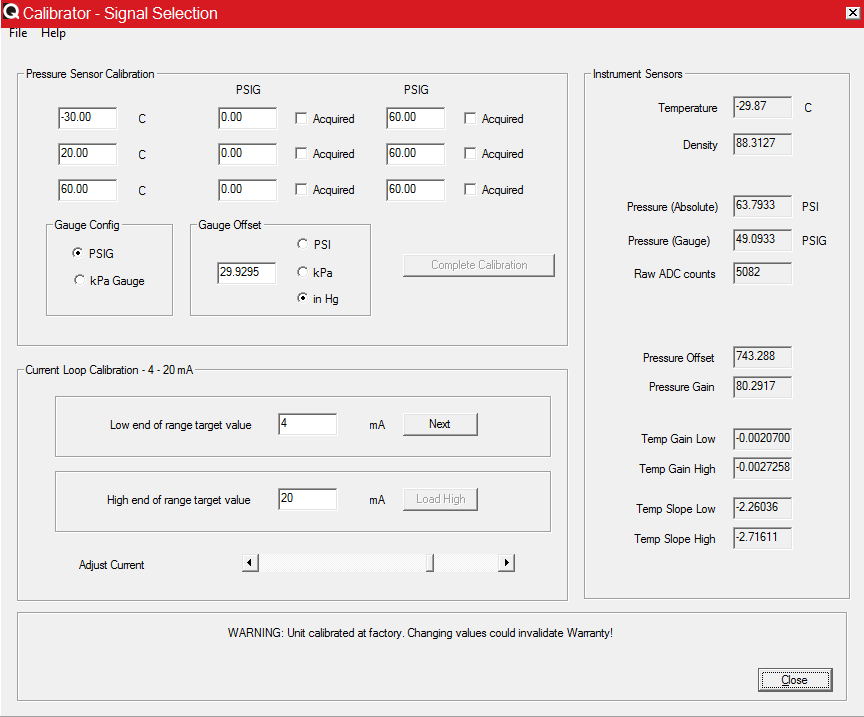 Calibrator - Signal Selection
File Help
Pressure Sensor Calibration
PSIG PSIG
-30.00 C 0.00 Acquired 60.00 Acquired
20.00 C 0.00 Acquired 60.00 Acquired
60.00 C 0.00 Acquired 60.00 Acquired
Gauge Config
PSIG
kPa Gauge
Gauge Offset
29.9295
PSI
kPa
in Hg
Complete Calibration
Current Loop Calibration - 4 - 20 mA
Low end of range target value 4 mA Next
High end of range target value 20 mA Load High
Adjust Current
Instrument Sensors
Temperature -29.87 C
Density 88.3127
Pressure (Absolute) 63.7933 PSI
Pressure (Gauge) 49.0933 PSIG
Raw ADC counts 5082
Pressure Offset 743.288
Pressure Gain 80.2917
Temp Gain Low -0.0020700
Temp Gain High -0.0027258
Temp Slope Low -2.26036
Temp Slope High -2.71611
WARNING: Unit calibrated at factory. Changing values could invalidate Warranty!
Close